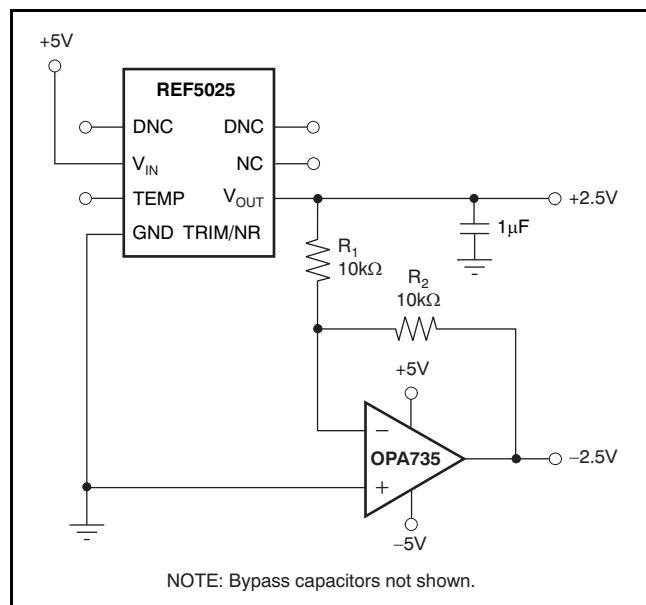 +5V
REF5025
DNC DNC
V_IN NC
TEMP V_OUT
GND TRIM/NR
+2.5V
1μF
R_1
10kΩ
R_2
10kΩ
+5V
−
OPA735
+
−2.5V
−5V
NOTE: Bypass capacitors not shown.